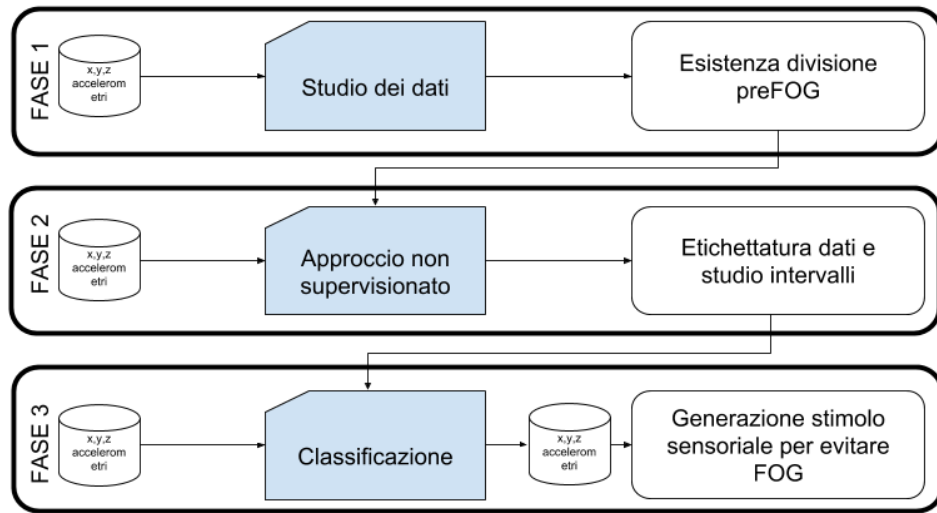 FASE 1
x,y,z
accelerom
etri
Studio dei dati
Esistenza divisione
preFOG
FASE 2
x,y,z
accelerom
etri
Approccio non
supervisionato
Etichettatura dati e
studio intervalli
FASE 3
x,y,z
accelerom
etri
Classificazione
x,y,z
accelerom
etri
Generazione stimolo
sensoriale per evitare
FOG